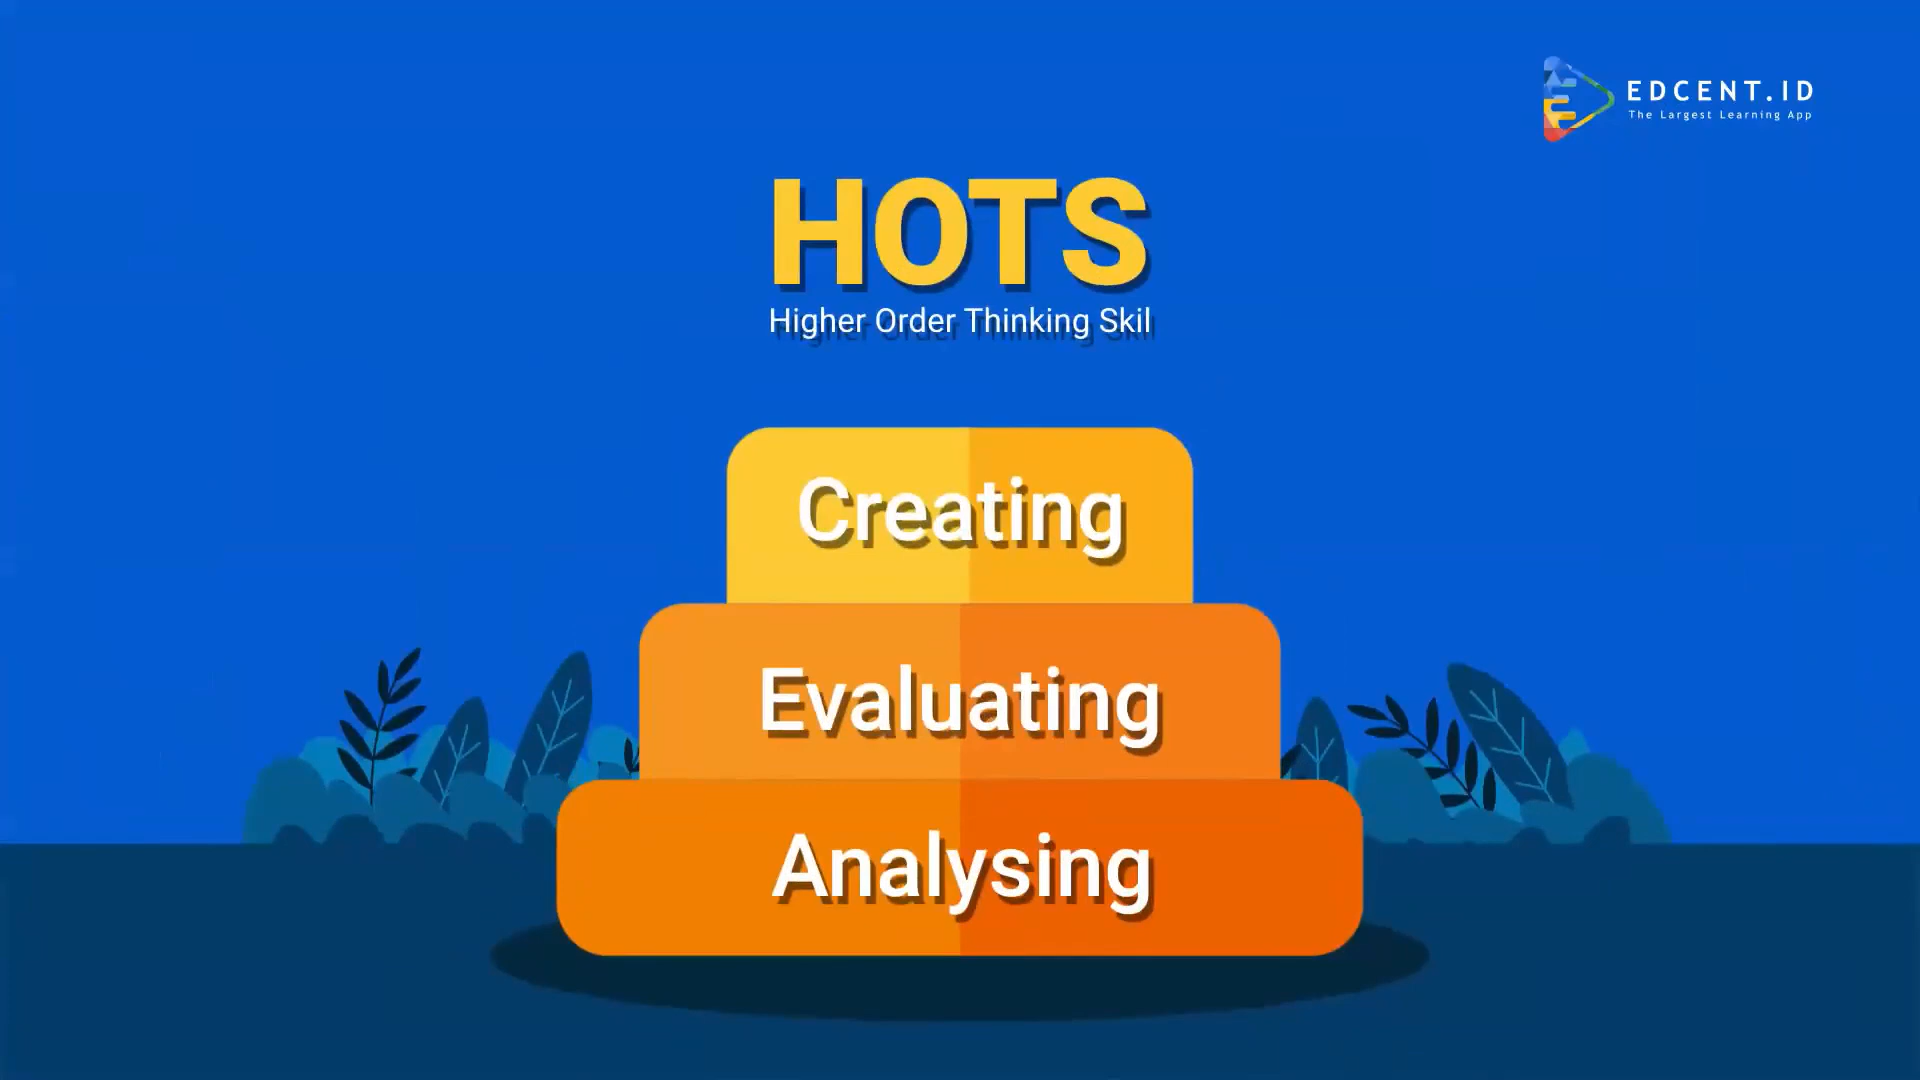 EDCENT.ID
The Largest Learning App
HOTS
Higher Order Thinking Skil
Creating
Evaluating
Analysing